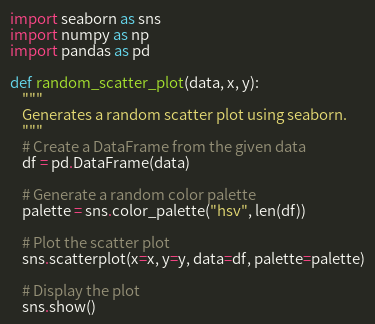 import seaborn as sns
import numpy as np
import pandas as pd

def random_scatter_plot(data, x, y):
    """
    Generates a random scatter plot using seaborn.
    """
    # Create a DataFrame from the given data
    df = pd.DataFrame(data)

    # Generate a random color palette
    palette = sns.color_palette("hsv", len(df))

    # Plot the scatter plot
    sns.scatterplot(x=x, y=y, data=df, palette=palette)

    # Display the plot
    sns.show()